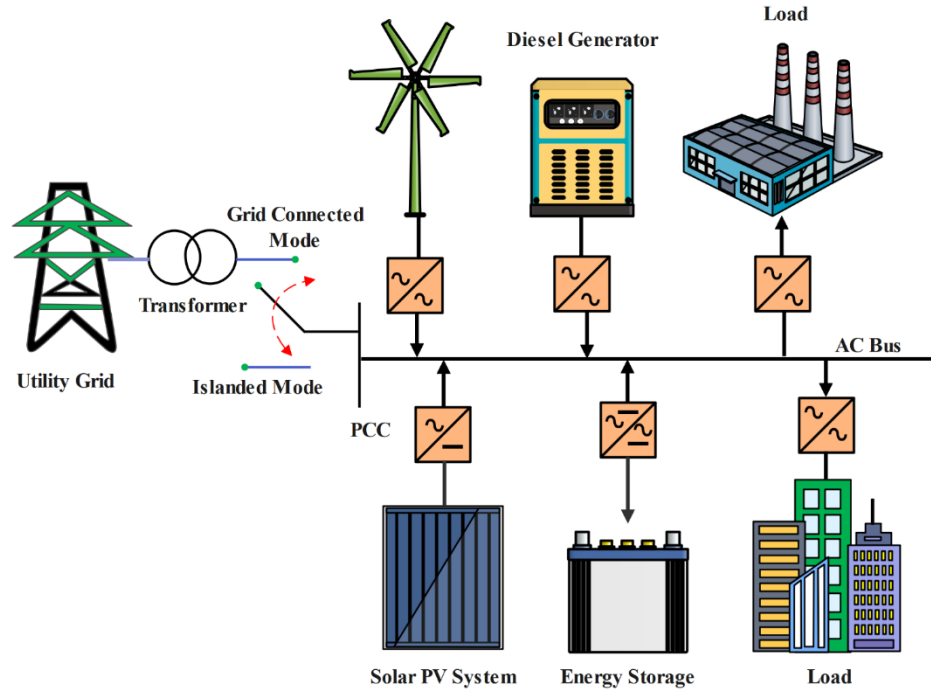 Load
Diesel Generator
Grid Connected
Mode
Transformer
Utility Grid
Islanded Mode
AC Bus
PCC
Solar PV System
Energy Storage
Load